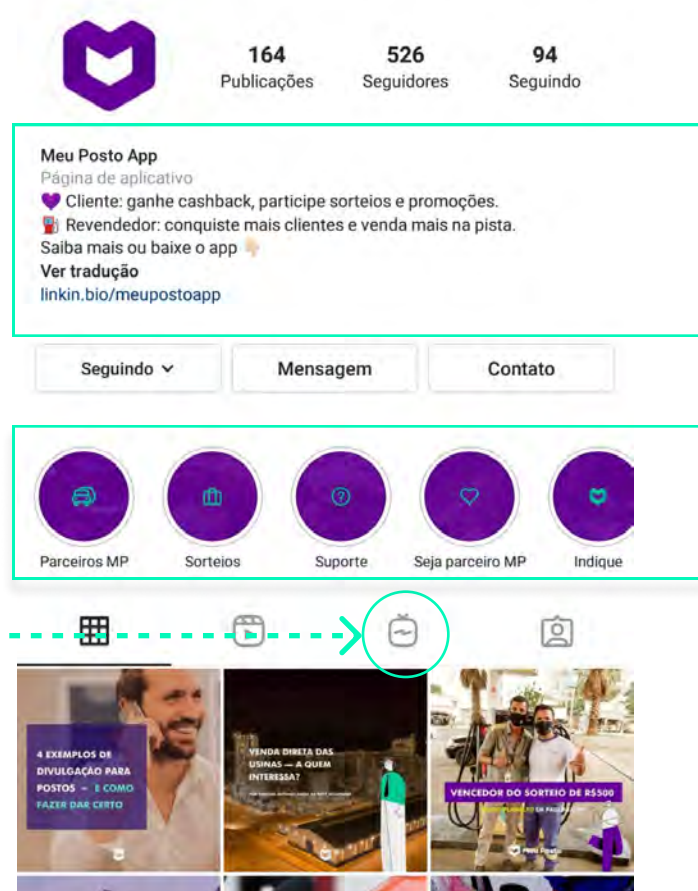 164
526
94
Publicações
Seguidores
Seguindo
Meu Posto App
Página de aplicativo
💜 Cliente: ganhe cashback, participe sorteios e promoções.
⛽ Revendedor: conquiste mais clientes e venda mais na pista.
Saiba mais ou baixe o app 👇🏻
Ver tradução
linkin.bio/meupostoapp
Seguindo
Mensagem
Contato
Parceiros MP
Sorteios
Suporte
Seja parceiro MP
Indique
4 EXEMPLOS DE
DIVULGAÇÃO PARA
POSTOS – E COMO
FAZER DAR CERTO
VENDA DIRETA DAS
USINAS — A QUEM
INTERESSA?
VENCEDOR DO SORTEIO DE R$500
Meu Posto